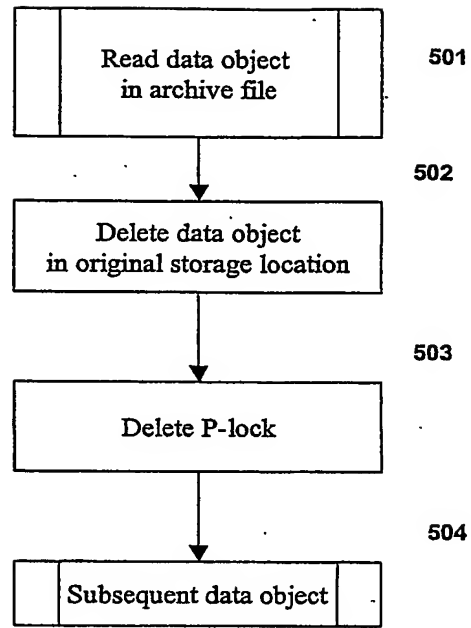 Read data object
in archive file
501
502
Delete data object
in original storage location
503
Delete P-lock
504
Subsequent data object